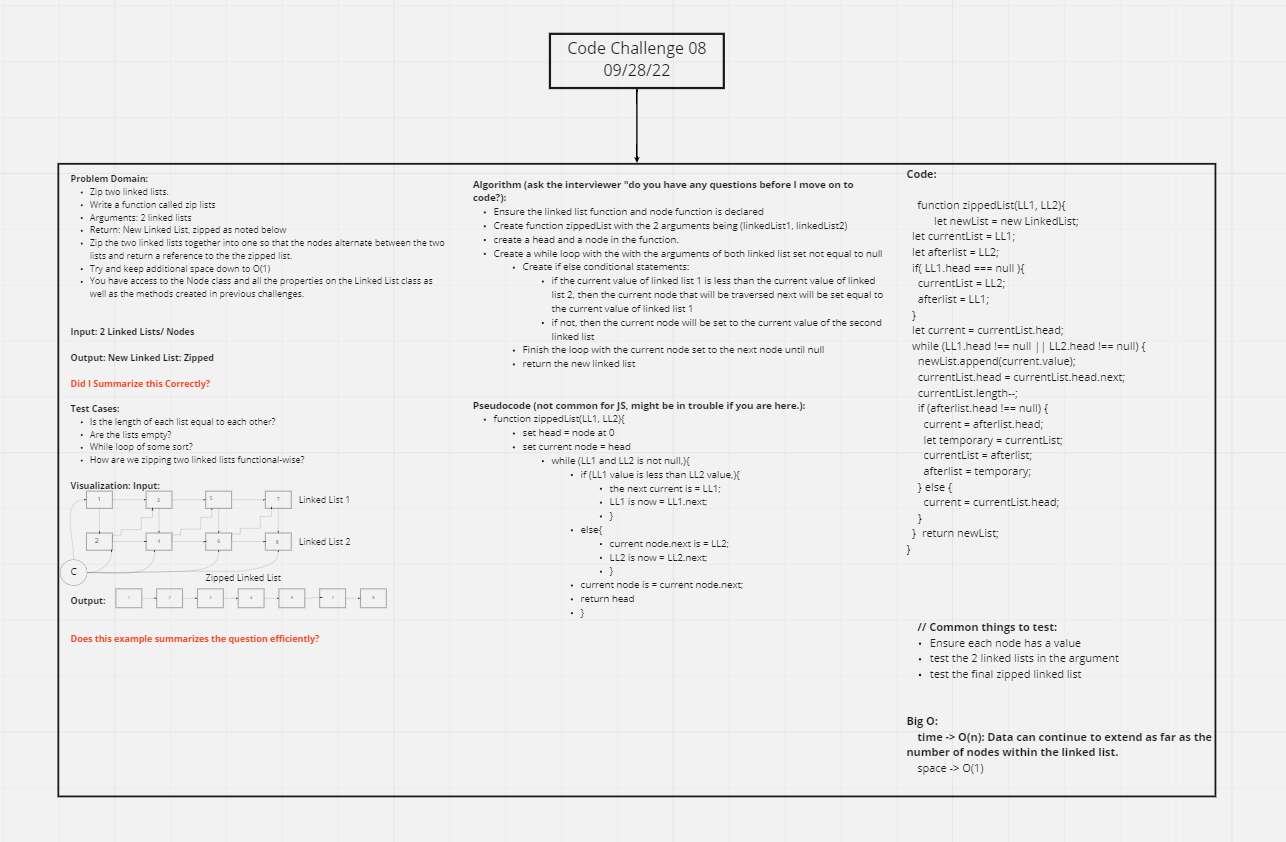 Code Challenge 08
09/28/22
Problem Domain:
• Zip two linked lists.
• Write a function called zip lists
• Arguments: 2 linked lists
• Return: New Linked List, zipped as noted below
• Zip the two linked lists together into one so that the nodes alternate between the two
lists and return a reference to the the zipped list.
• Try and keep additional space down to O(1)
• You have access to the Node class and all the properties on the Linked List class as
well as the methods created in previous challenges.
Input: 2 Linked Lists/ Nodes
Output: New Linked List: Zipped
Did I Summarize this Correctly?
Test Cases:
• Is the length of each list equal to each other?
• Are the lists empty?
• While loop of some sort?
• How are we zipping two linked lists functional-wise?
Visualization: Input:
1 3 5 7 Linked List 1
2 4 6 8 Linked List 2
C
Zipped Linked List
Output:
Does this example summarizes the question efficiently?
Algorithm (ask the interviewer "do you have any questions before I move on to
code?):
• Ensure the linked list function and node function is declared
• Create function zippedList with the 2 arguments being (linkedList1, linkedList2)
• create a head and a node in the function.
• Create a while loop with the with the arguments of both linked list set not equal to null
• Create if else conditional statements:
• if the current value of linked list 1 is less than the current value of linked
list 2, then the current node that will be traversed next will be set equal to
the current value of linked list 1
• if not, then the current node will be set to the current value of the second
linked list
• Finish the loop with the current node set to the next node until null
• return the new linked list
Pseudocode (not common for JS, might be in trouble if you are here.):
• function zippedList(LL1, LL2){
• set head = node at 0
• set current node = head
• while (LL1 and LL2 is not null,){
• if (LL1 value is less than LL2 value,){
• the next current is = LL1;
• LL1 is now = LL1.next;
• }
• else{
• current node.next is = LL2;
• LL2 is now = LL2.next;
• }
• current node is = current node.next;
• return head
• }
Code:
function zippedList(LL1, LL2){
let newList = new LinkedList;
let currentList = LL1;
let afterlist = LL2;
if( LL1.head === null ){
currentList = LL2;
afterlist = LL1;
}
let current = currentList.head;
while (LL1.head !== null || LL2.head !== null) {
newList.append(current.value);
currentList.head = currentList.head.next;
currentList.length--;
if (afterlist.head !== null) {
current = afterlist.head;
let temporary = currentList;
currentList = afterlist;
afterlist = temporary;
} else {
current = currentList.head;
}
} return newList;
}
// Common things to test:
• Ensure each node has a value
• test the 2 linked lists in the argument
• test the final zipped linked list
Big O:
time -> O(n): Data can continue to extend as far as the
number of nodes within the linked list.
space -> O(1)